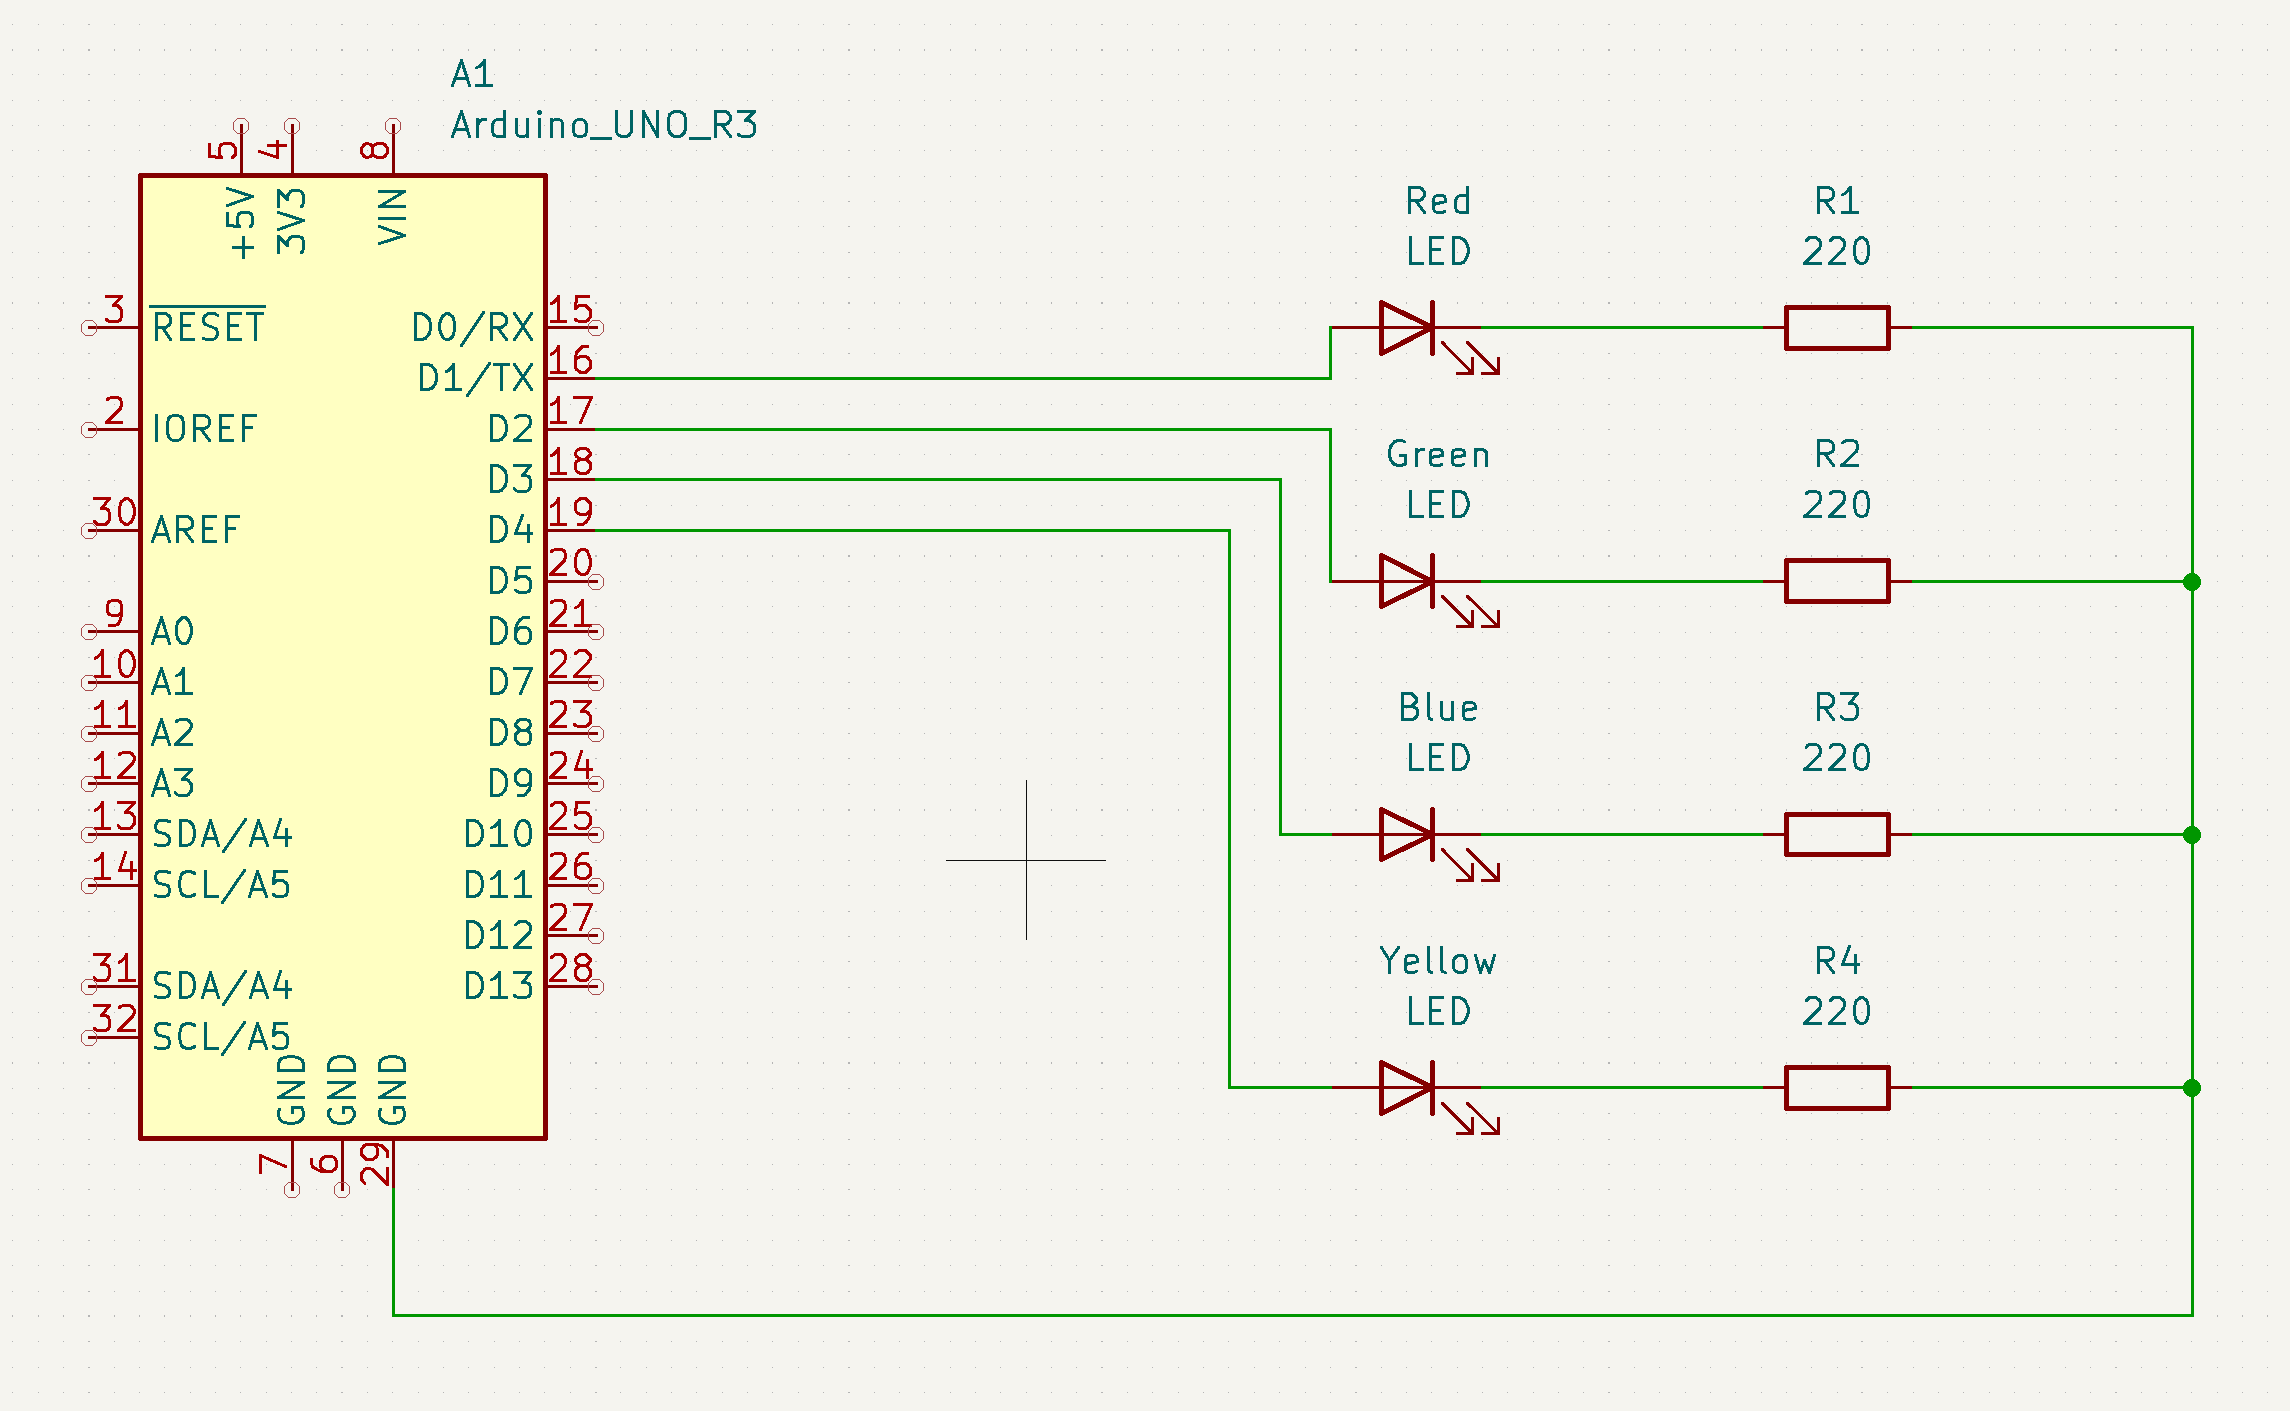 A1
Arduino_UNO_R3
5
4
8
+5V
3V3
VIN
Red
LED
R1
220
3
RESET
D0/RX
15
D1/TX
16
2
IOREF
D2
17
Green
LED
R2
220
D3
18
30
AREF
D4
19
D5
20
9
A0
D6
21
10
A1
D7
22
Blue
LED
R3
220
11
A2
D8
23
12
A3
D9
24
13
SDA/A4
D10
25
14
SCL/A5
D11
26
D12
27
Yellow
LED
R4
220
31
SDA/A4
D13
28
32
SCL/A5
GND
GND
GND
7
6
29